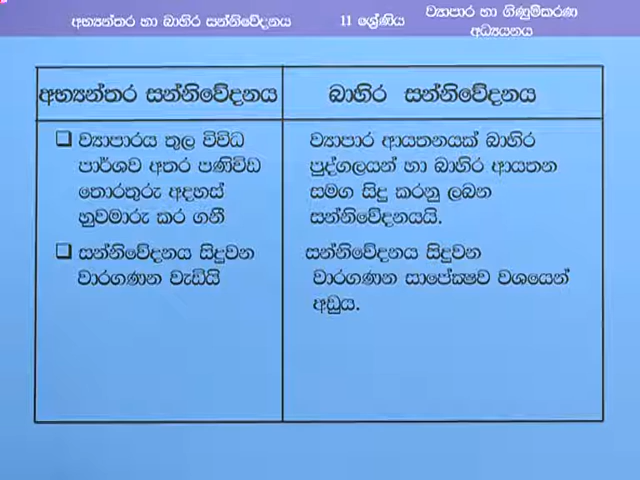 අභ්‍යන්තර හා බාහිර සන්නිවේදනය
11 ශ්‍රේණිය
ව්‍යාපාර හා ගිණුම්කරණ
අධ්‍යයනය
අභ්‍යන්තර සන්නිවේදනය
බාහිර සන්නිවේදනය
ව්‍යාපාරය තුල විවිධ
පාර්ශව අතර පණිවිඩ
තොරතුරු අදහස්
හුවමාරු කර ගනී
සන්නිවේදනය සිදුවන
වාරගණන වැඩියි
ව්‍යාපාර ආයතනයක් බාහිර
පුද්ගලයන් හා බාහිර ආයතන
සමග සිදු කරනු ලබන
සන්නිවේදනයයි.
සන්නිවේදනය සිදුවන
වාරගණන සාපේක්‍ෂව වශයෙන්
අඩුය.